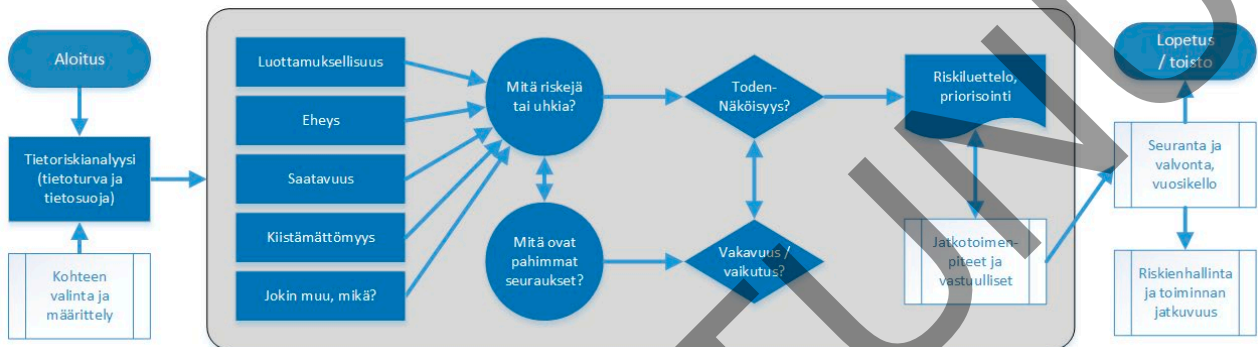 Aloitus
Tietoriskianalyysi
(tietoturva ja
tietosuoja)
Kohteen
valinta ja
määrittely
Luottamuksellisuus
Eheys
Saatavuus
Kiistämättömyys
Jokin muu, mikä?
Mitä riskejä
tai uhkia?
Mitä ovat
pahimmat
seuraukset?
Toden-
Näköisyys?
Vakavuus /
vaikutus?
Riskiluettelo,
priorisointi
Jatkotoimen-
piteet ja
vastuulliset
Lopetus
/ toisto
Seuranta ja
valvonta,
vuosikello
Riskienhallinta
ja toiminnan
jatkuvuus